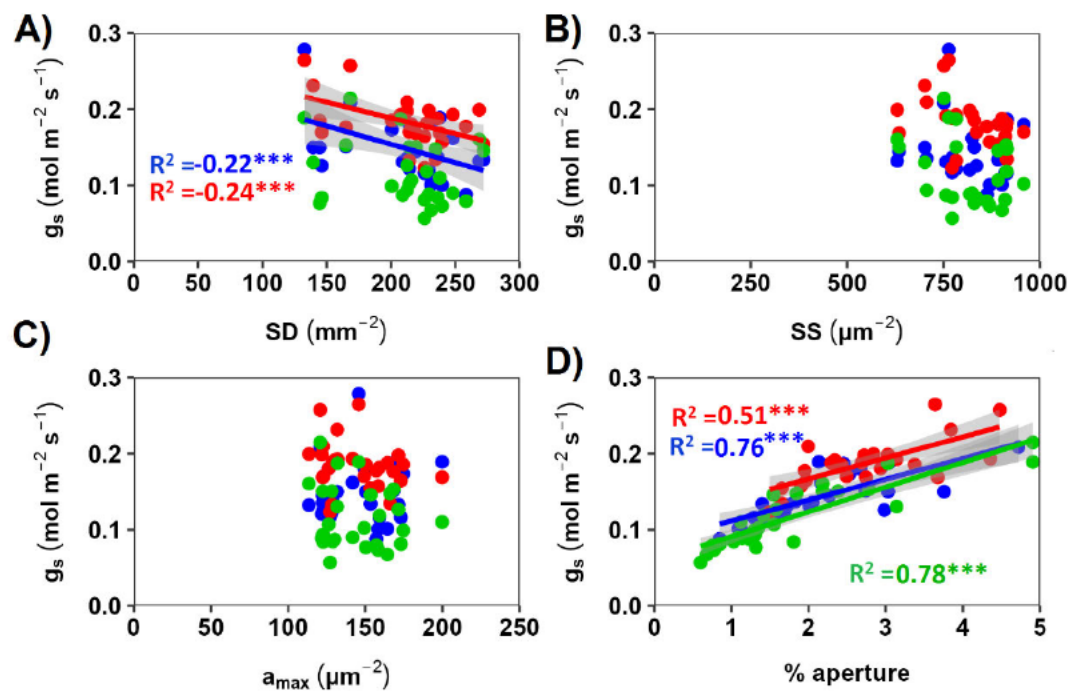 A)
0.3
0.2
0.1
0.0
gs (mol m−2 s−1)
R2 =-0.22***
R2 =-0.24***
0 50 100 150 200 250 300
SD (mm−2)
B)
0.3
0.2
0.1
0.0
gs (mol m−2 s−1)
0 250 500 750 1000
SS (μm−2)
C)
0.3
0.2
0.1
0.0
gs (mol m−2 s−1)
0 50 100 150 200 250
amax (μm−2)
D)
0.3
0.2
0.1
0.0
gs (mol m−2 s−1)
R2 =0.51***
R2 =0.76***
R2 =0.78***
0 1 2 3 4 5
% aperture